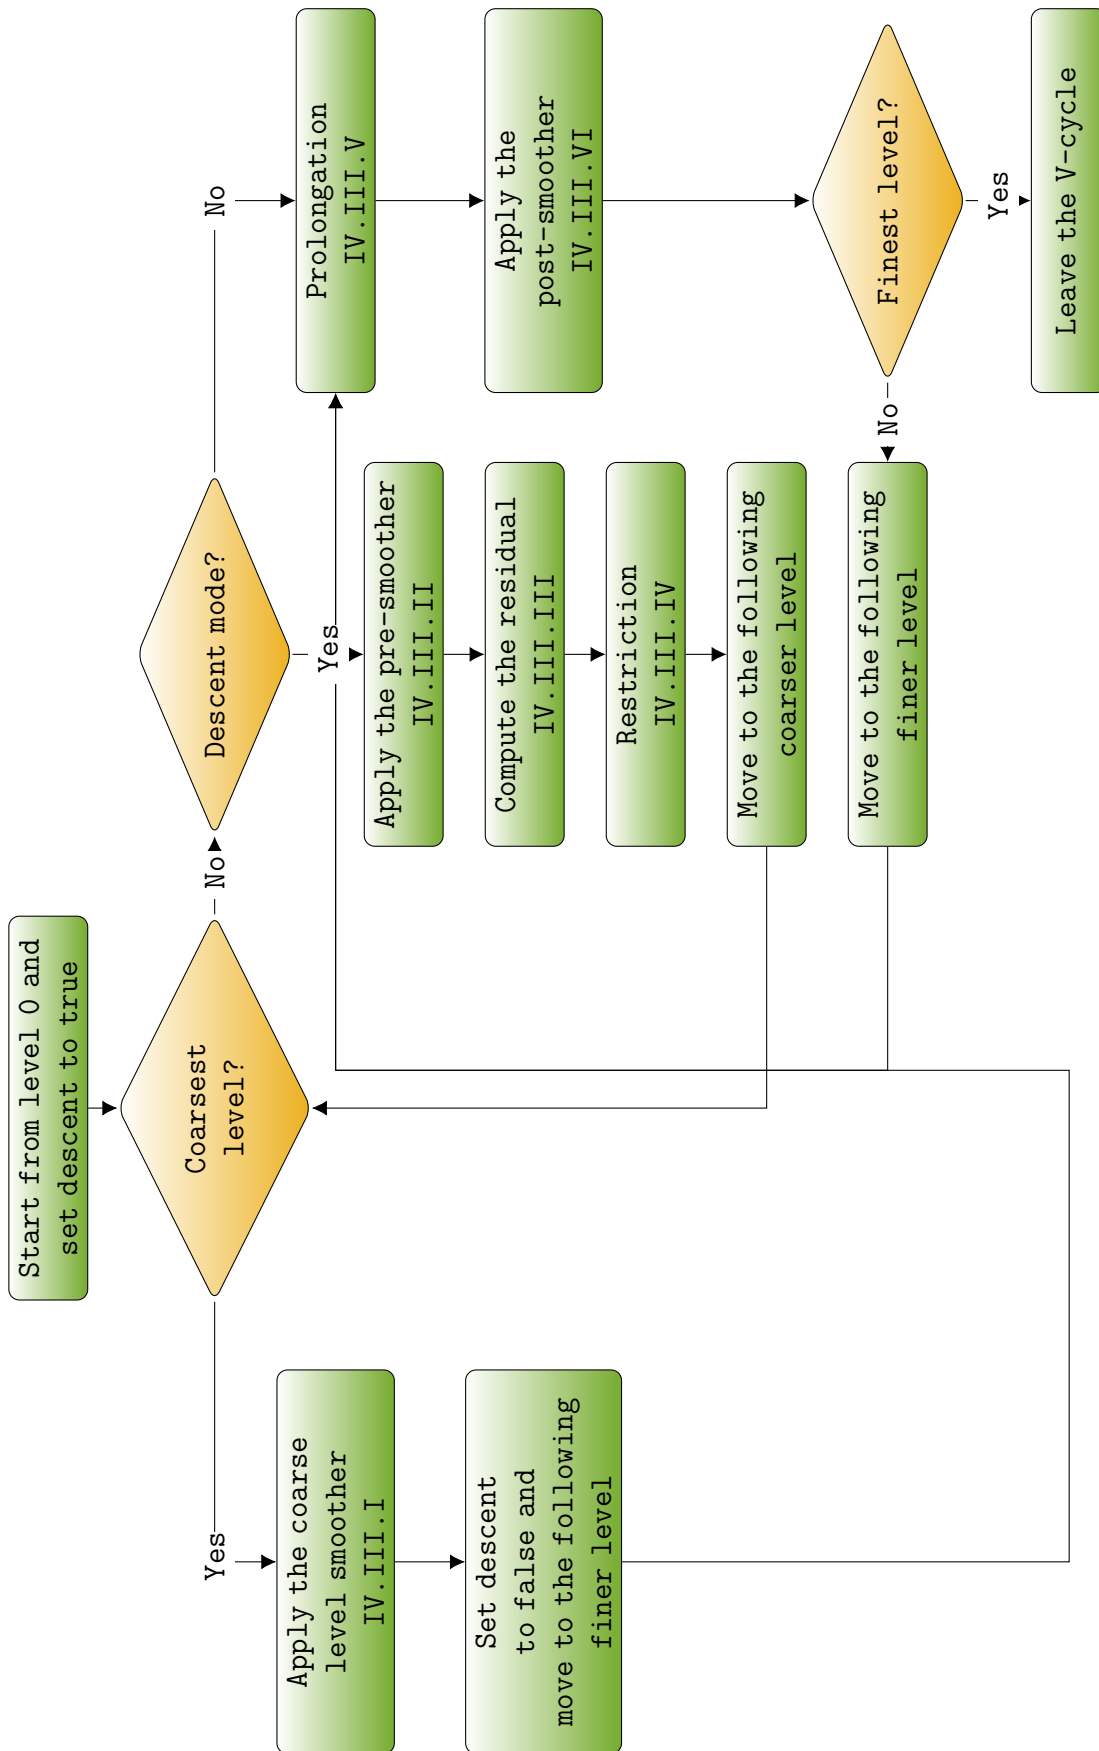 Start from level 0 and
set descent to true
Coarsest
level?
Yes
No
Apply the coarse
level smoother
IV.III.I
Set descent
to false and
move to the following
finer level
Descent mode?
Yes
No
Apply the pre-smoother
IV.III.II
Compute the residual
IV.III.III
Restriction
IV.III.IV
Move to the following
coarser level
Move to the following
finer level
Prolongation
IV.III.V
Apply the
post-smoother
IV.III.VI
Finest level?
No
Yes
Leave the V-cycle